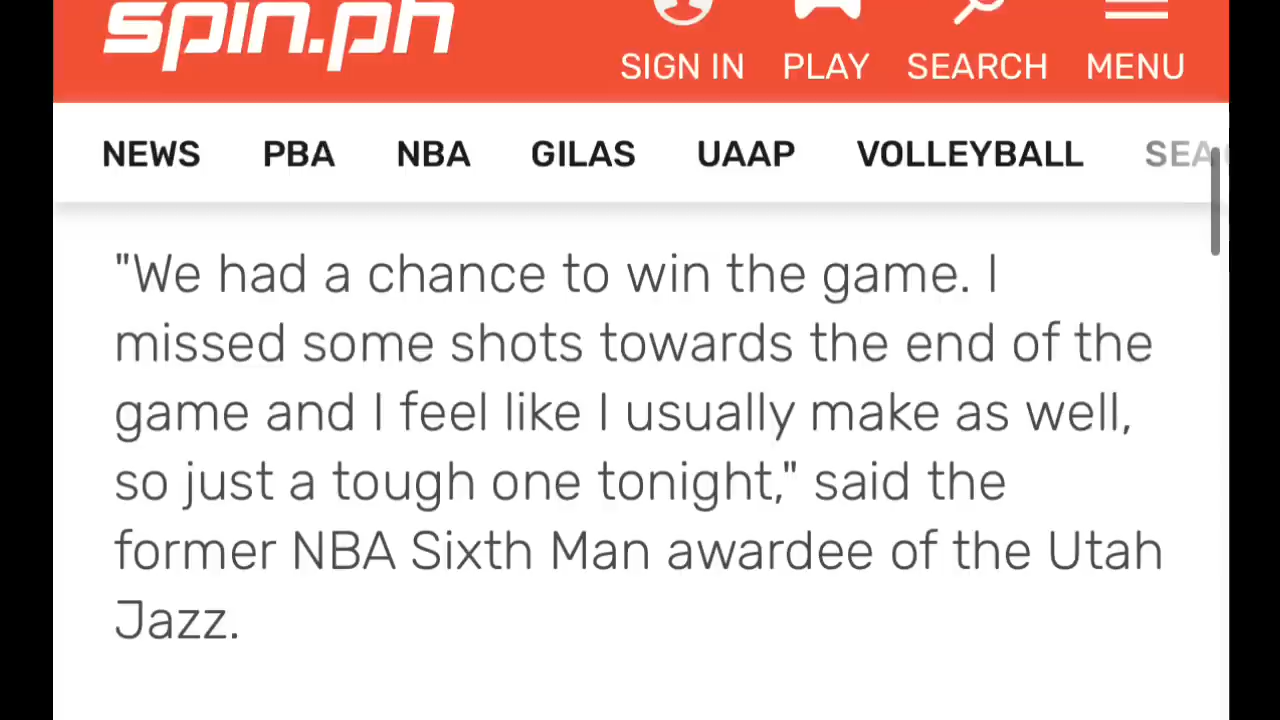 spin.ph
SIGN IN PLAY SEARCH MENU
NEWS PBA NBA GILAS UAAP VOLLEYBALL SEA
"We had a chance to win the game. I
missed some shots towards the end of the
game and I feel like I usually make as well,
so just a tough one tonight," said the
former NBA Sixth Man awardee of the Utah
Jazz.